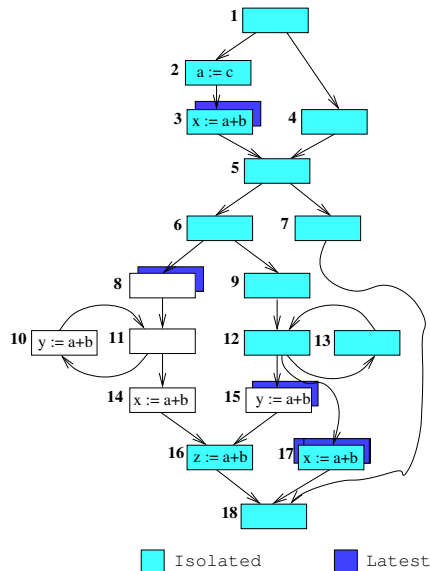 1
2 a := c
3 x := a+b 4
5
6 7
8 9
10 y := a+b 11 12 13
14 x := a+b 15 y := a+b
16 z := a+b 17 x := a+b
18
Isolated Latest